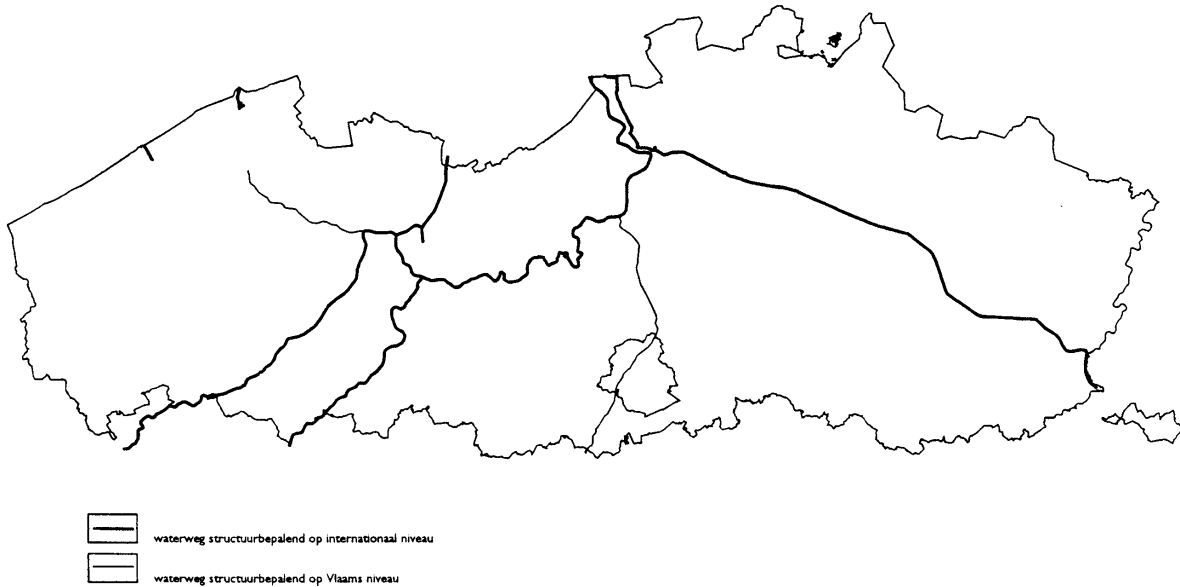 waterweg structuurbepalend op internationaal niveau
waterweg structuurbepalend op Vlaams niveau